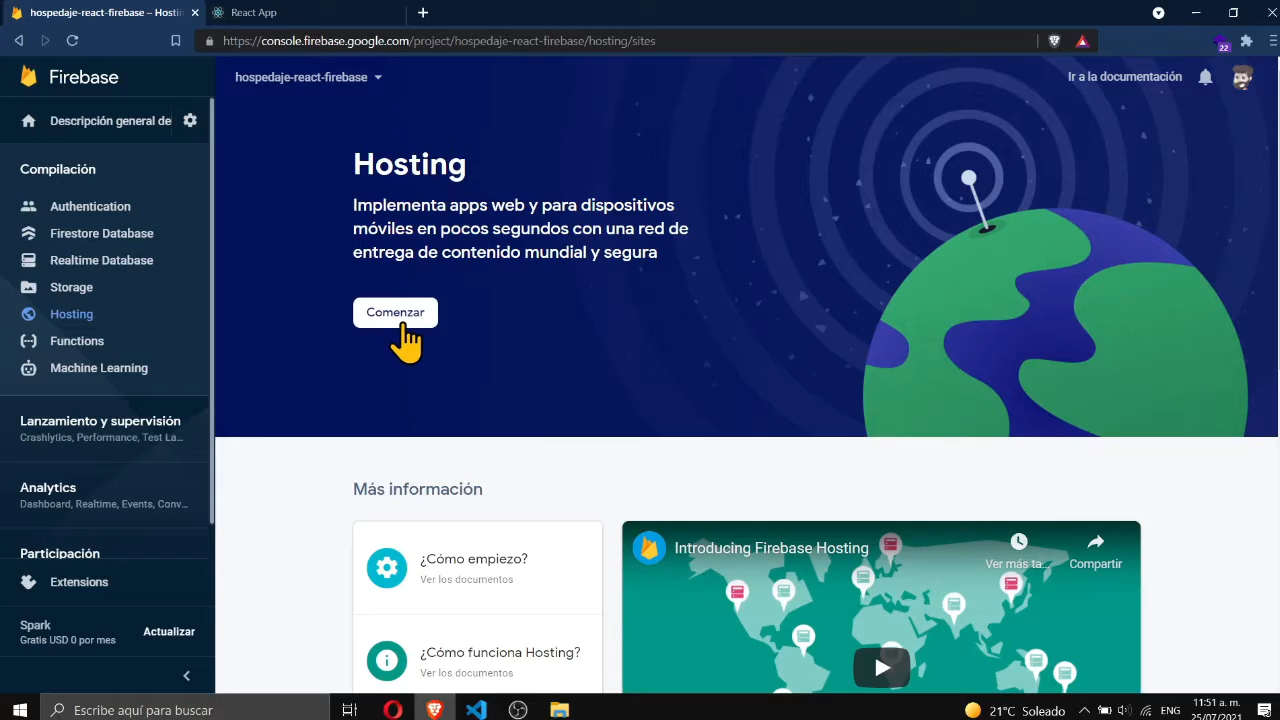 hospedaje-react-firebase – Hostin
React App
https://console.firebase.google.com/project/hospedaje-react-firebase/hosting/sites
22
Firebase
hospedaje-react-firebase
Ir a la documentación
Descripción general de
Compilación
Authentication
Firestore Database
Realtime Database
Storage
Hosting
Functions
Machine Learning
Lanzamiento y supervisión
Crashlytics, Performance, Test La...
Analytics
Dashboard, Realtime, Events, Conv...
Participación
Extensions
Spark
Gratis USD 0 por mes
Actualizar
Hosting
Implementa apps web y para dispositivos
móviles en pocos segundos con una red de
entrega de contenido mundial y segura
Comenzar
Más información
¿Cómo empiezo?
Ver los documentos
¿Cómo funciona Hosting?
Ver los documentos
Introducing Firebase Hosting
Ver más ta...
Compartir
Escribe aquí para buscar
21°C Soleado
ENG
11:51 a. m.
25/07/2021